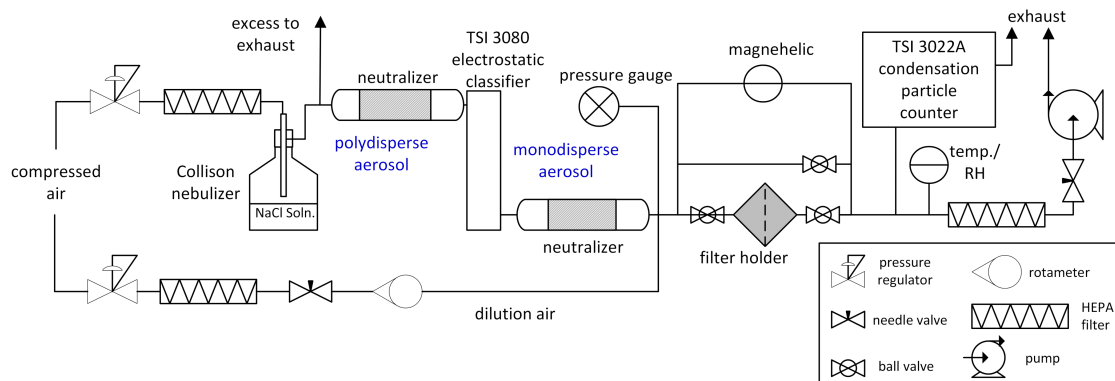 excess to
exhaust
TSI 3080
electrostatic
classifier
neutralizer
polydisperse
aerosol
compressed
air
Collison
nebulizer
NaCl Soln.
pressure gauge
monodisperse
aerosol
neutralizer
magnehelic
filter holder
TSI 3022A
condensation
particle
counter
exhaust
temp./
RH
dilution air
pressure
regulator
rotameter
needle valve
HEPA
filter
ball valve
pump